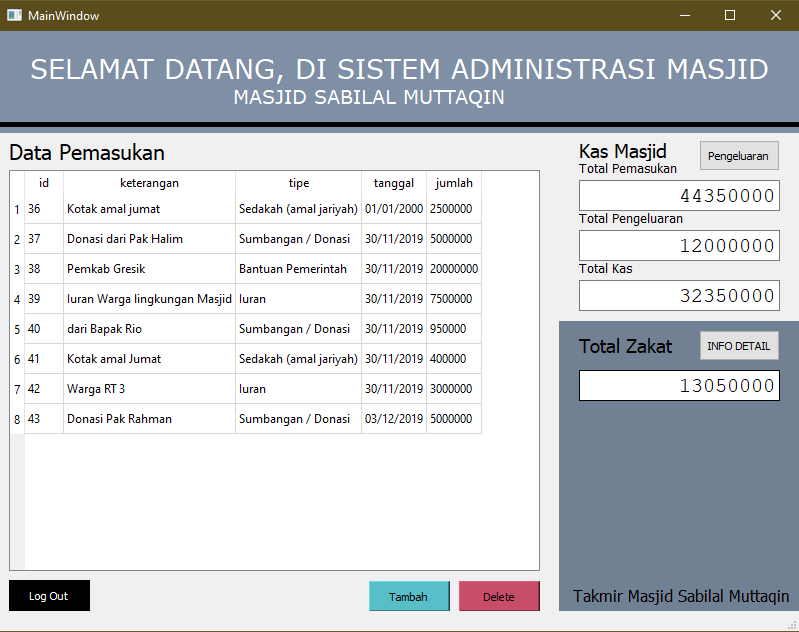 MainWindow
SELAMAT DATANG, DI SISTEM ADMINISTRASI MASJID
MASJID SABILAL MUTTAQIN
Data Pemasukan
id keterangan tipe tanggal jumlah
1 36 Kotak amal jumat Sedakah (amal jariyah) 01/01/2000 2500000
2 37 Donasi dari Pak Halim Sumbangan / Donasi 30/11/2019 5000000
3 38 Pemkab Gresik Bantuan Pemerintah 30/11/2019 20000000
4 39 Iuran Warga lingkungan Masjid Iuran 30/11/2019 7500000
5 40 dari Bapak Rio Sumbangan / Donasi 30/11/2019 950000
6 41 Kotak amal Jumat Sedakah (amal jariyah) 30/11/2019 400000
7 42 Warga RT 3 Iuran 30/11/2019 3000000
8 43 Donasi Pak Rahman Sumbangan / Donasi 03/12/2019 5000000
Log Out
Tambah
Delete
Kas Masjid
Pengeluaran
Total Pemasukan
44350000
Total Pengeluaran
12000000
Total Kas
32350000
Total Zakat
INFO DETAIL
13050000
Takmir Masjid Sabilal Muttaqin